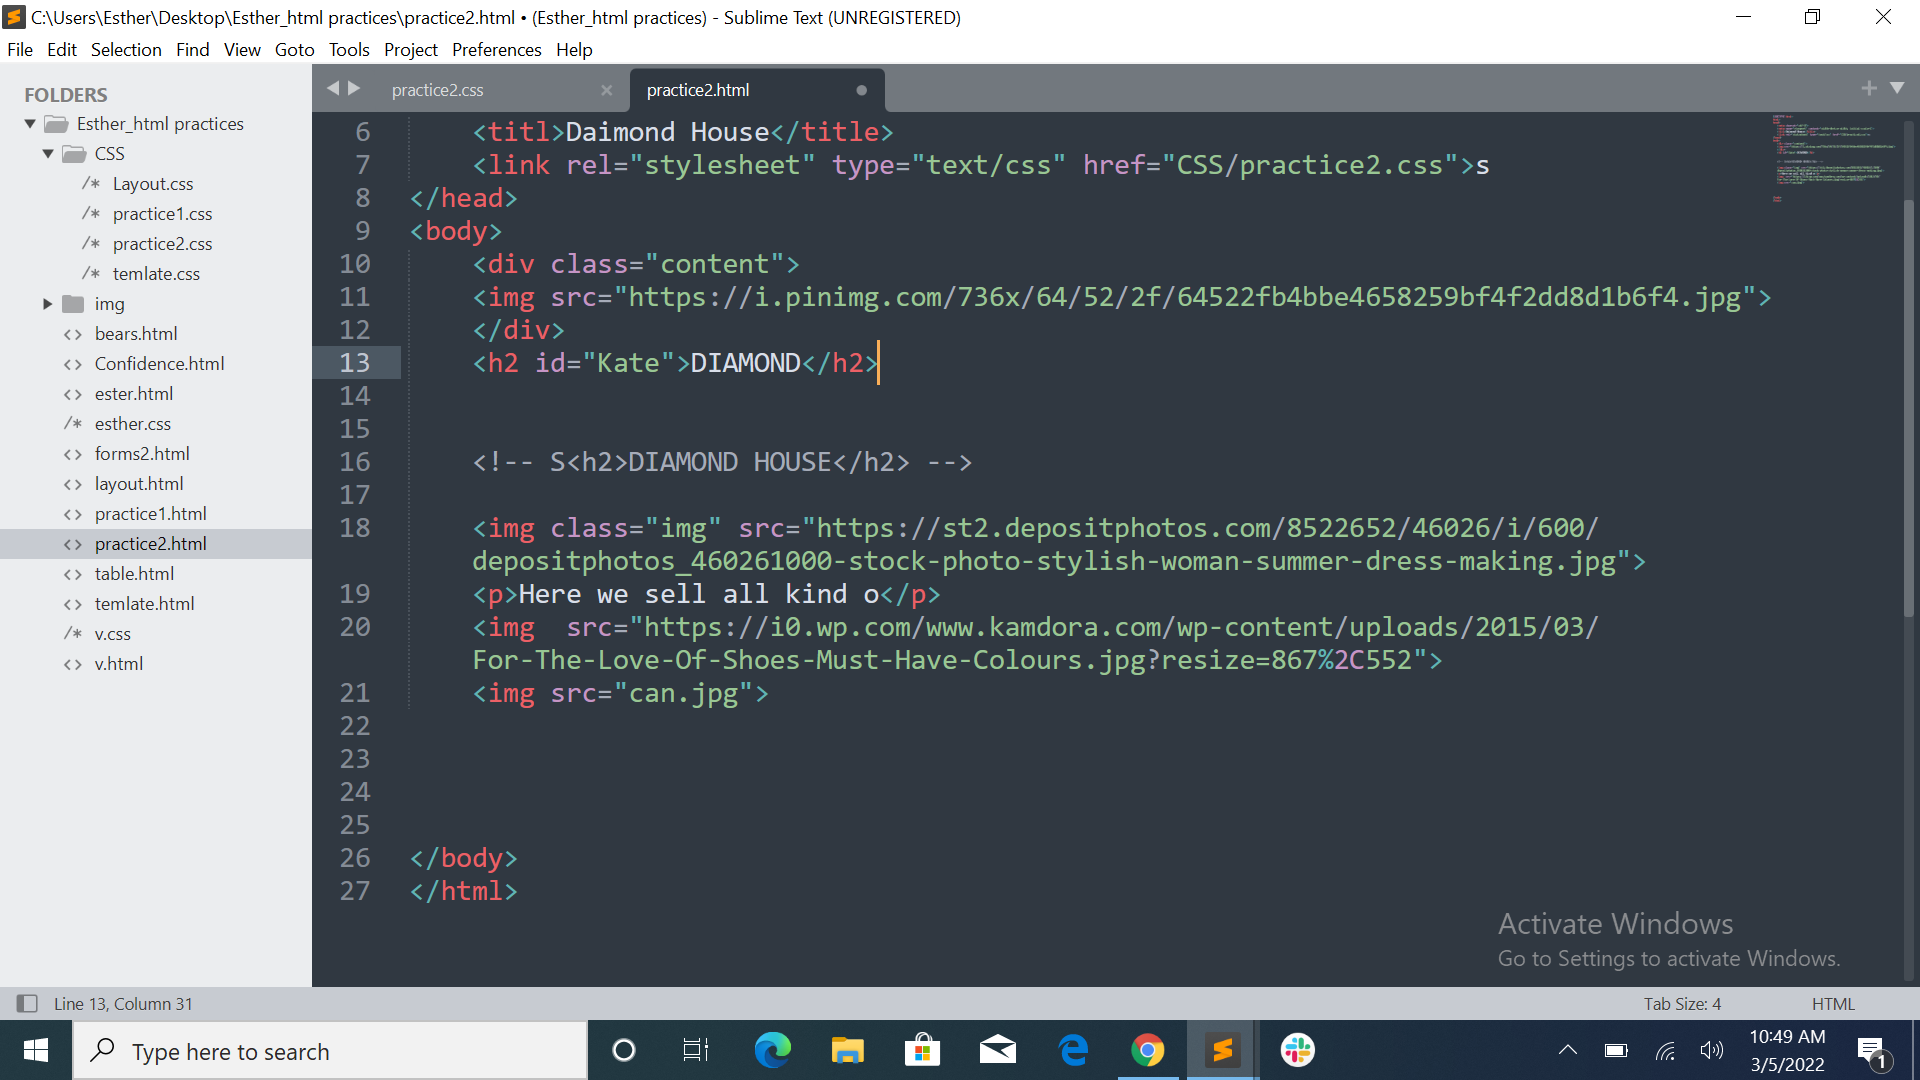 C:\Users\Esther\Desktop\Esther_html practices\practice2.html • (Esther_html practices) - Sublime Text (UNREGISTERED)
File Edit Selection Find View Goto Tools Project Preferences Help
FOLDERS
Esther_html practices
CSS
/* Layout.css
/* practice1.css
/* practice2.css
/* temlate.css
img
<> bears.html
<> Confidence.html
<> ester.html
/* esther.css
<> forms2.html
<> layout.html
<> practice1.html
<> practice2.html
<> table.html
<> temlate.html
/* v.css
<> v.html
practice2.css × practice2.html
6 <titl>Daimond House</title>
7 <link rel="stylesheet" type="text/css" href="CSS/practice2.css">s
8 </head>
9 <body>
10 <div class="content">
11 <img src="https://i.pinimg.com/736x/64/52/2f/64522fb4bbe4658259bf4f2dd8d1b6f4.jpg">
12 </div>
13 <h2 id="Kate">DIAMOND</h2>
14
15
16 <!-- S<h2>DIAMOND HOUSE</h2> -->
17
18 <img class="img" src="https://st2.depositphotos.com/8522652/46026/i/600/
depositphotos_460261000-stock-photo-stylish-woman-summer-dress-making.jpg">
19 <p>Here we sell all kind o</p>
20 <img  src="https://i0.wp.com/www.kamdora.com/wp-content/uploads/2015/03/
For-The-Love-Of-Shoes-Must-Have-Colours.jpg?resize=867%2C552">
21 <img src="can.jpg">
22
23
24
25
26 </body>
27 </html>
Activate Windows
Go to Settings to activate Windows.
Line 13, Column 31
Tab Size: 4
HTML
Type here to search
10:49 AM
3/5/2022
1